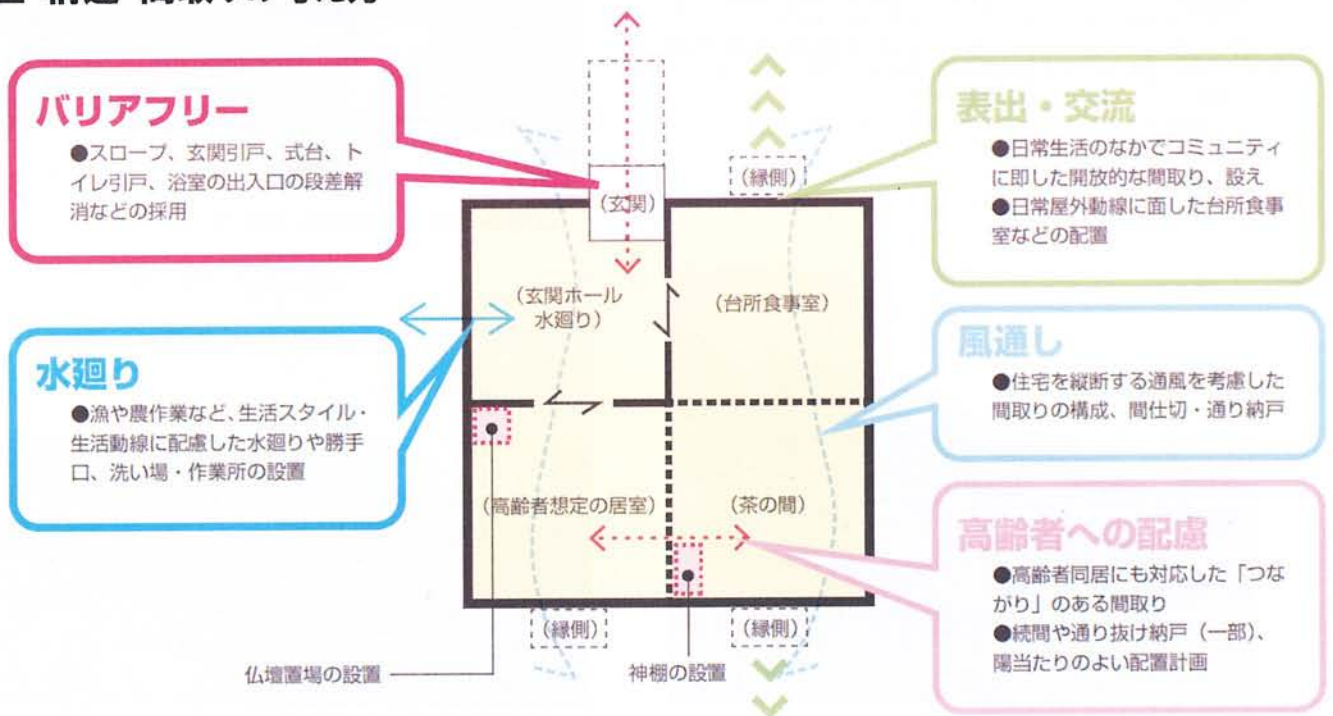 バリアフリー
●スロープ、玄関引戸、式台、ト
イレ引戸、浴室の出入口の段差解
消などの採用
水廻り
●漁や農作業など、生活スタイル・
生活動線に配慮した水廻りや勝手
口、洗い場・作業所の設置
(玄関)
(縁側)
(玄関ホール
水廻り)
(台所食事室)
(高齢者想定の居室)
(茶の間)
(縁側)
(縁側)
仏壇置場の設置
神棚の設置
表出・交流
●日常生活のなかでコミュニティ
に即した開放的な間取り、設え
●日常屋外動線に面した台所食事
室などの配置
風通し
●住宅を縦断する通風を考慮した
間取りの構成、間仕切・通り納戸
高齢者への配慮
●高齢者同居にも対応した「つな
がり」のある間取り
●続間や通り抜け納戸（一部）、
陽当たりのよい配置計画